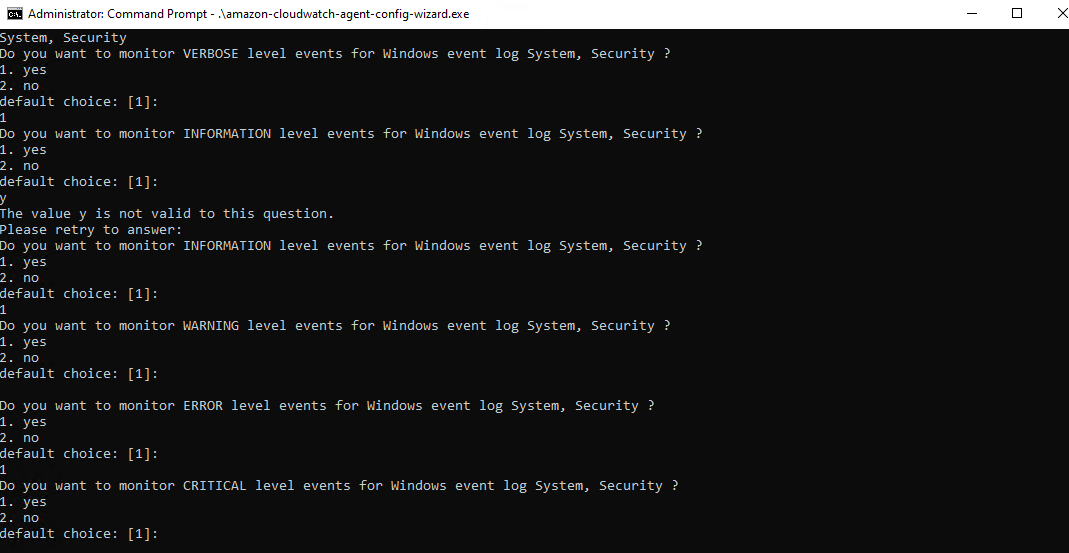 Administrator: Command Prompt - .\amazon-cloudwatch-agent-config-wizard.exe
System, Security
Do you want to monitor VERBOSE level events for Windows event log System, Security ?
1. yes
2. no
default choice: [1]:
1
Do you want to monitor INFORMATION level events for Windows event log System, Security ?
1. yes
2. no
default choice: [1]:
y
The value y is not valid to this question.
Please retry to answer:
Do you want to monitor INFORMATION level events for Windows event log System, Security ?
1. yes
2. no
default choice: [1]:
1
Do you want to monitor WARNING level events for Windows event log System, Security ?
1. yes
2. no
default choice: [1]:
Do you want to monitor ERROR level events for Windows event log System, Security ?
1. yes
2. no
default choice: [1]:
1
Do you want to monitor CRITICAL level events for Windows event log System, Security ?
1. yes
2. no
default choice: [1]: